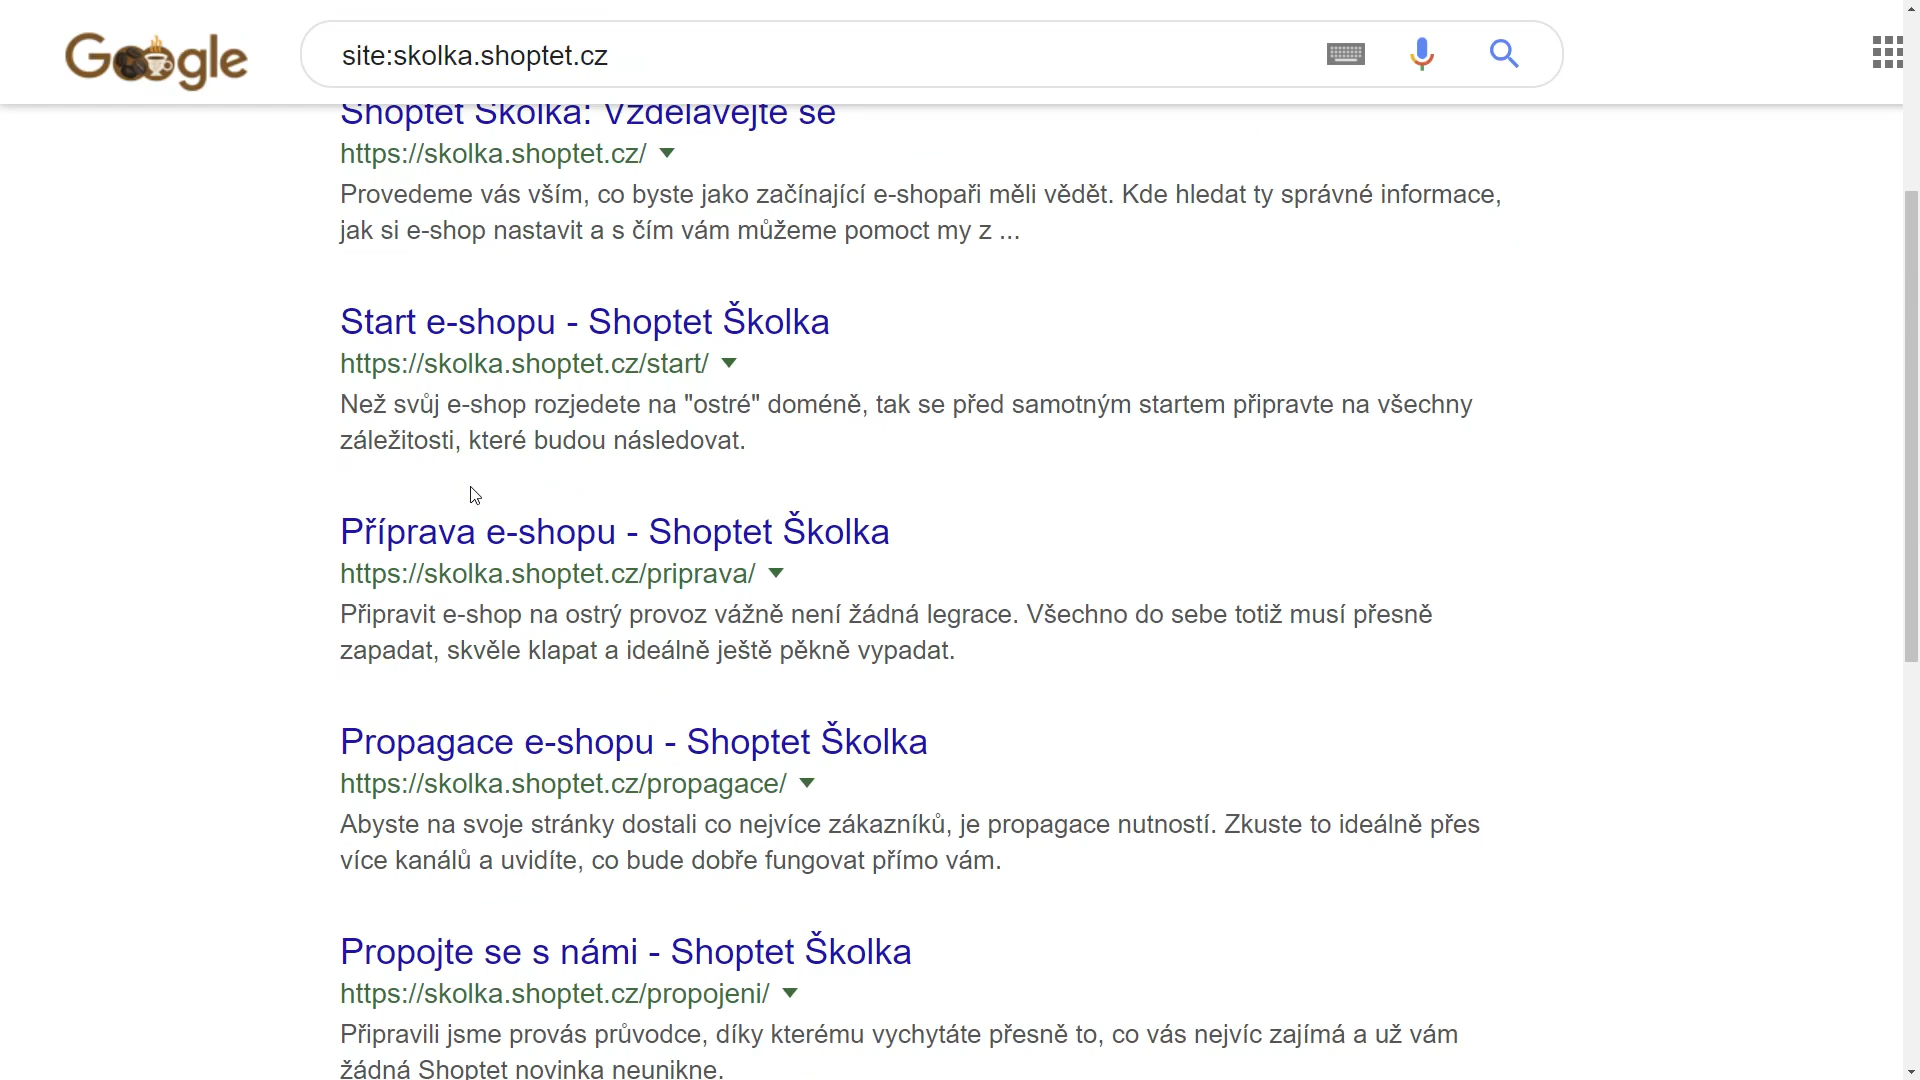 Google
site:skolka.shoptet.cz
Shoptet Školka: Vzdělávejte se
https://skolka.shoptet.cz/
Provedeme vás vším, co byste jako začínající e-shopaři měli vědět. Kde hledat ty správné informace,
jak si e-shop nastavit a s čím vám můžeme pomoct my z ...
Start e-shopu - Shoptet Školka
https://skolka.shoptet.cz/start/
Než svůj e-shop rozjedete na "ostré" doméně, tak se před samotným startem připravte na všechny
záležitosti, které budou následovat.
Příprava e-shopu - Shoptet Školka
https://skolka.shoptet.cz/priprava/
Připravit e-shop na ostrý provoz vážně není žádná legrace. Všechno do sebe totiž musí přesně
zapadat, skvěle klapat a ideálně ještě pěkně vypadat.
Propagace e-shopu - Shoptet Školka
https://skolka.shoptet.cz/propagace/
Abyste na svoje stránky dostali co nejvíce zákazníků, je propagace nutností. Zkuste to ideálně přes
více kanálů a uvidíte, co bude dobře fungovat přímo vám.
Propojte se s námi - Shoptet Školka
https://skolka.shoptet.cz/propojeni/
Připravili jsme provás průvodce, díky kterému vychytáte přesně to, co vás nejvíc zajímá a už vám
žádná Shoptet novinka neunikne.